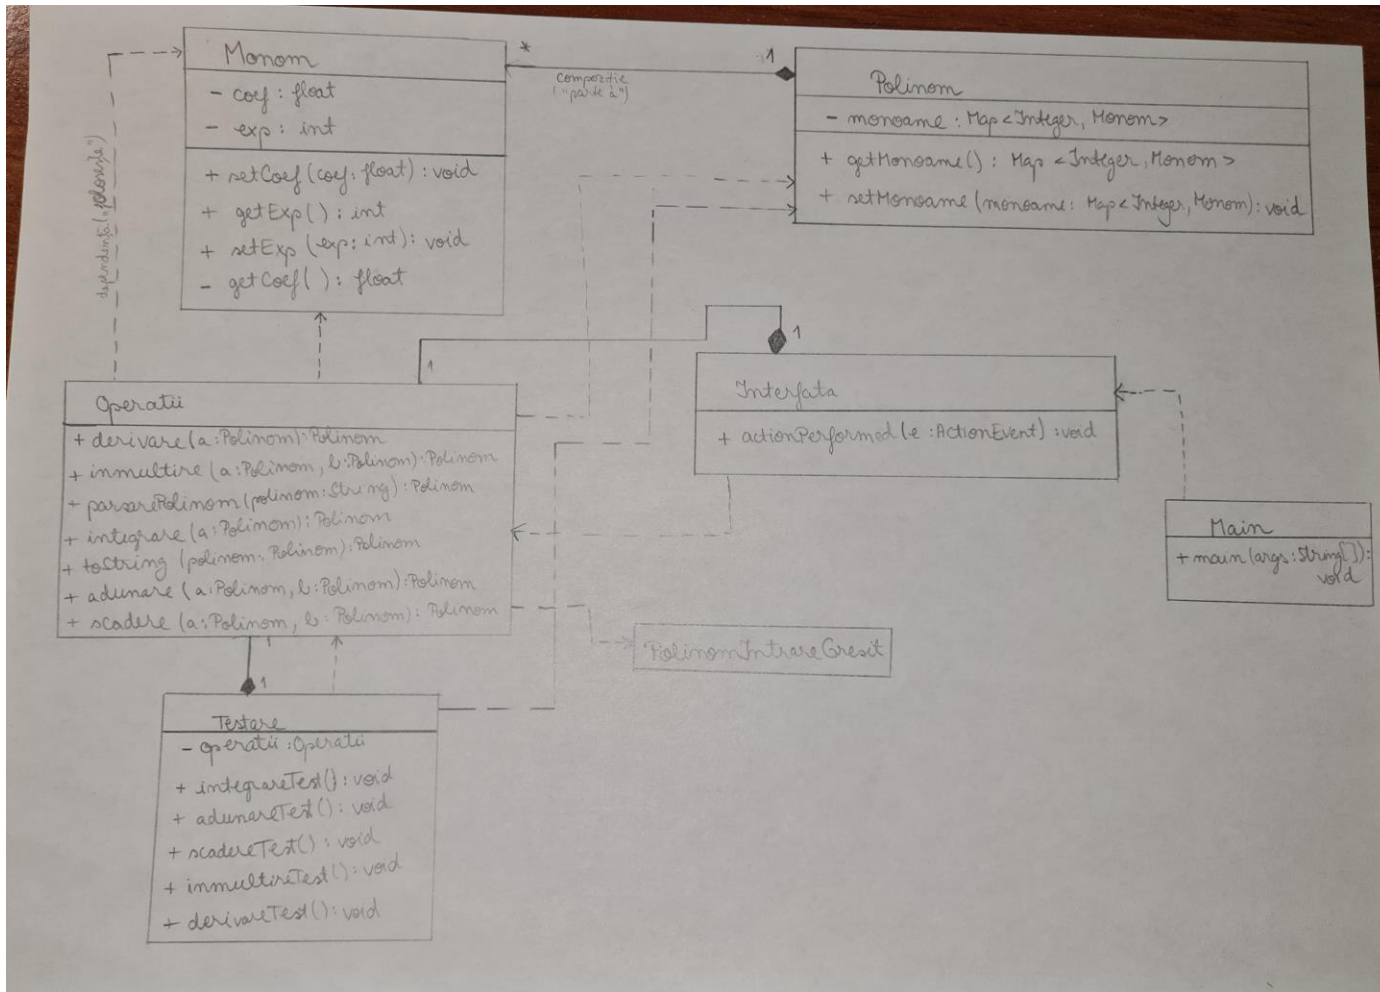 Monom
- coef : float
- exp : int
+ setCoef (coef: float) : void
+ getExp() : int
+ setExp (exp: int) : void
- getCoef( ) : float
dependență („folosește")
*
1
compoziție
("parte a")
Polinom
- monoame : Map <Integer, Monom>
+ getMonoame() : Map <Integer, Monom>
+ setMonoame (monoame: Map < Integer, Monom) : void
1
1
Interfata
+ actionPerformed (e : ActionEvent) : void
Operatii
+ derivare (a : Polinom) : Polinom
+ inmultire (a : Polinom, b : Polinom) : Polinom
+ parsarePolinom (polinom : String) : Polinom
+ integrare (a : Polinom) : Polinom
+ toString (polinom : Polinom) : Polinom
+ adunare (a : Polinom, b : Polinom) : Polinom
+ scadere (a : Polinom, b : Polinom) : Polinom
Main
+ main (args : String[ ]) :
void
PolinomIntrareGresit
1
1
Testare
- operatii : Operatii
+ integrareTest() : void
+ adunareTest() : void
+ scadereTest() : void
+ inmultireTest() : void
+ derivareTest() : void